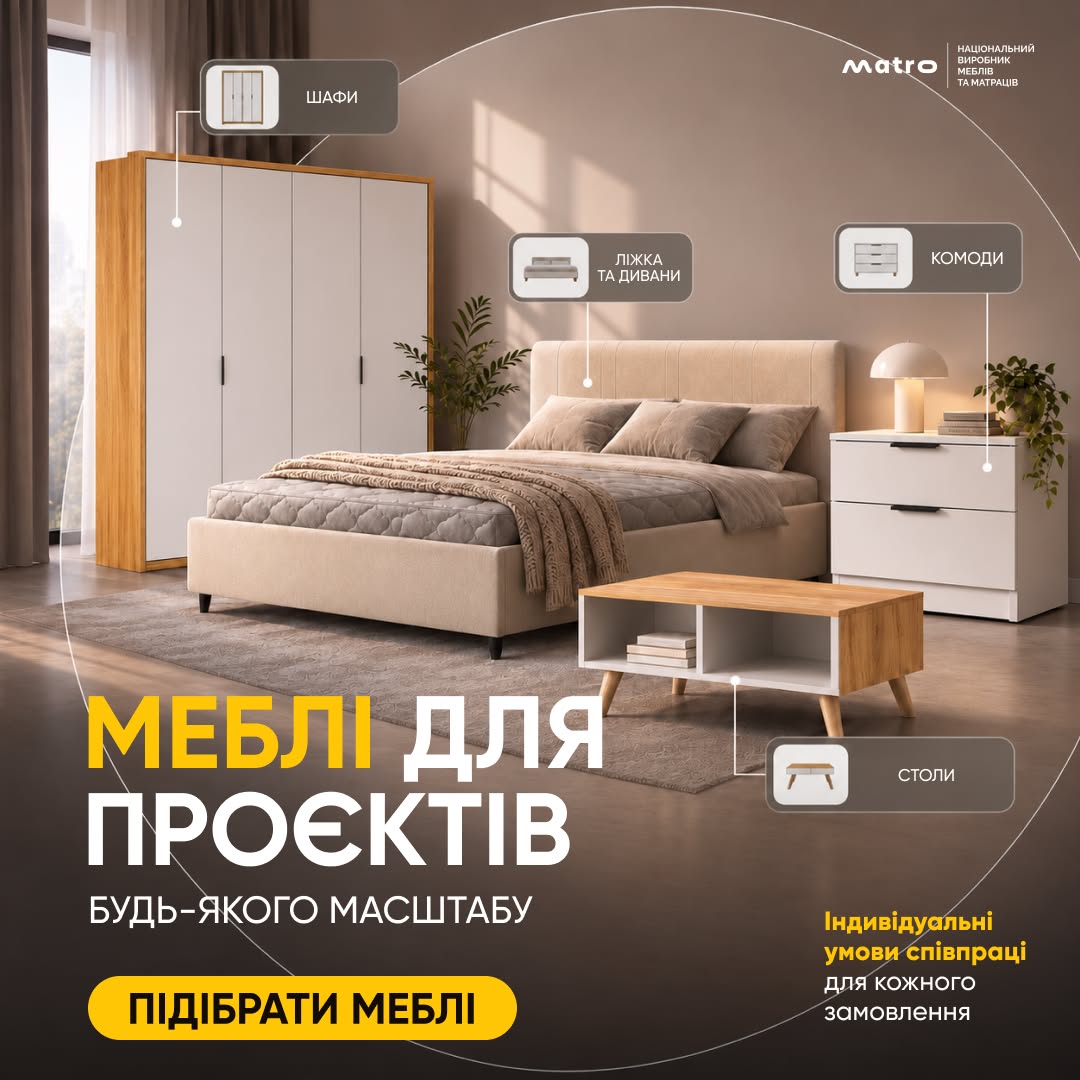 matro
НАЦІОНАЛЬНИЙ
ВИРОБНИК
МЕБЛІВ
ТА МАТРАЦІВ
ШАФИ
ЛІЖКА
ТА ДИВАНИ
КОМОДИ
СТОЛИ
МЕБЛІ ДЛЯ
ПРОЄКТІВ
БУДЬ-ЯКОГО МАСШТАБУ
ПІДІБРАТИ МЕБЛІ
Індивідуальні
умови співпраці
для кожного
замовлення